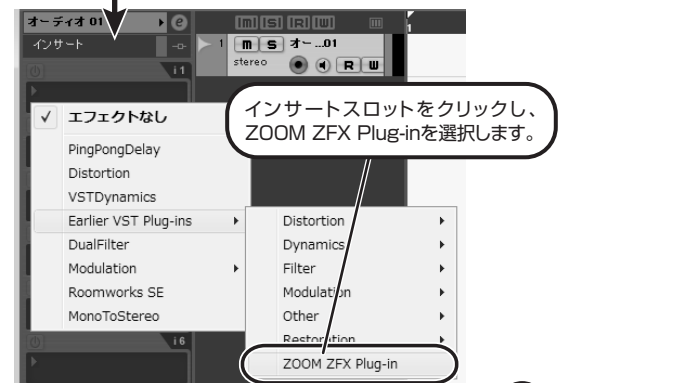 オーディオ 01 e
m s R w
インサート
1 m S オー ...01
stereo R W
i1
インサートスロットをクリックし、
ZOOM ZFX Plug-inを選択します。
✓ エフェクトなし
PingPongDelay
Distortion
VSTDynamics
Earlier VST Plug-ins
DualFilter
Modulation
Roomworks SE
MonoToStereo
Distortion
Dynamics
Filter
Modulation
Other
Restoration
ZOOM ZFX Plug-in
i6